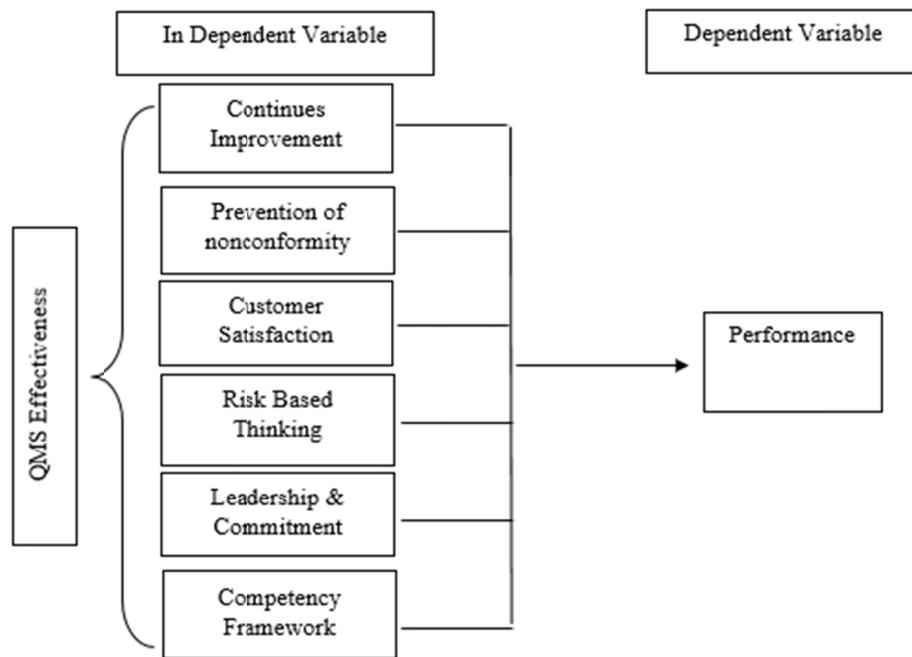 In Dependent Variable
Dependent Variable
Continues
Improvement
Prevention of
nonconformity
Customer
Satisfaction
Risk Based
Thinking
Leadership &
Commitment
Competency
Framework
QMS Effectiveness
Performance